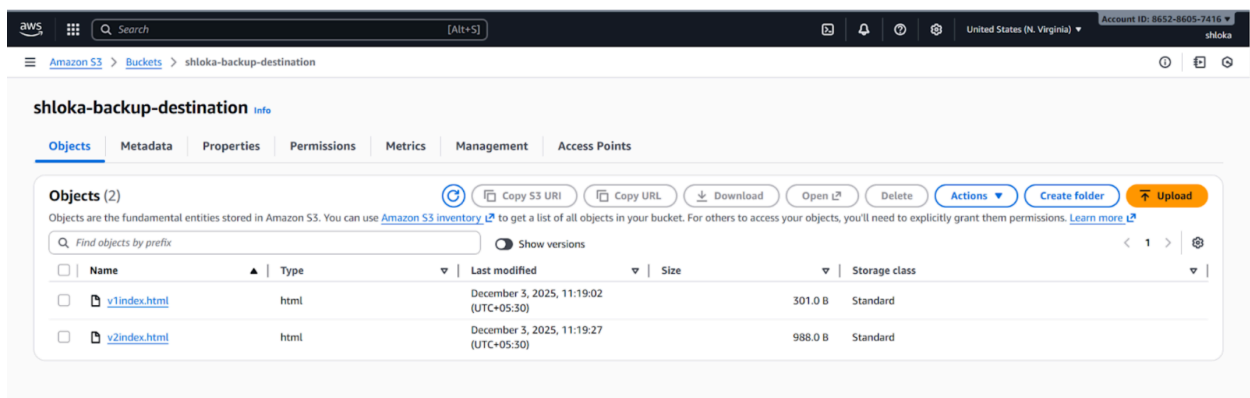 aws Search [Alt+S] United States (N. Virginia) ▼ Account ID: 8652-8605-7416 ▼
shloka
Amazon S3 > Buckets > shloka-backup-destination
shloka-backup-destination Info
Objects Metadata Properties Permissions Metrics Management Access Points
Objects (2) Copy S3 URI Copy URL Download Open Delete Actions ▼ Create folder Upload
Objects are the fundamental entities stored in Amazon S3. You can use Amazon S3 inventory to get a list of all objects in your bucket. For others to access your objects, you'll need to explicitly grant them permissions. Learn more
Find objects by prefix Show versions < 1 >
Name Type Last modified Size Storage class
v1index.html html December 3, 2025, 11:19:02 (UTC+05:30) 301.0 B Standard
v2index.html html December 3, 2025, 11:19:27 (UTC+05:30) 988.0 B Standard